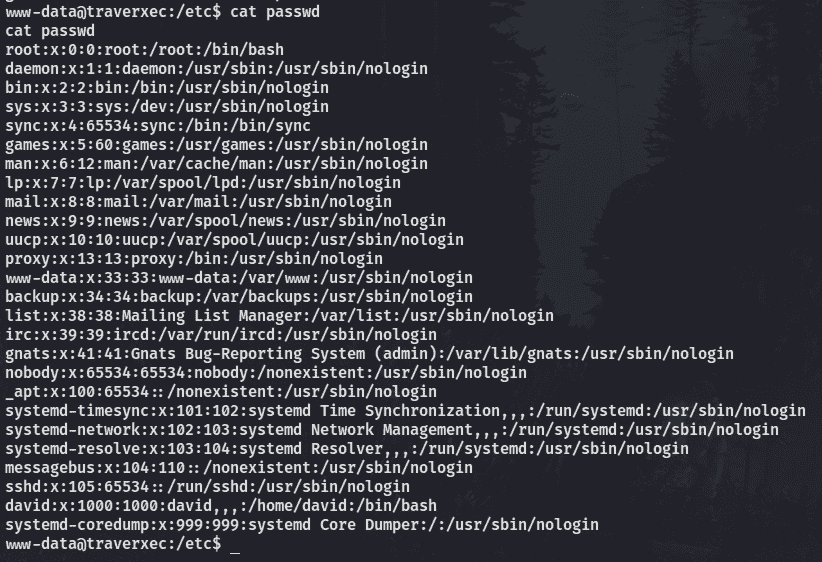 www-data@traverxec:/etc$ cat passwd
cat passwd
root:x:0:0:root:/root:/bin/bash
daemon:x:1:1:daemon:/usr/sbin:/usr/sbin/nologin
bin:x:2:2:bin:/bin:/usr/sbin/nologin
sys:x:3:3:sys:/dev:/usr/sbin/nologin
sync:x:4:65534:sync:/bin:/bin/sync
games:x:5:60:games:/usr/games:/usr/sbin/nologin
man:x:6:12:man:/var/cache/man:/usr/sbin/nologin
lp:x:7:7:lp:/var/spool/lpd:/usr/sbin/nologin
mail:x:8:8:mail:/var/mail:/usr/sbin/nologin
news:x:9:9:news:/var/spool/news:/usr/sbin/nologin
uucp:x:10:10:uucp:/var/spool/uucp:/usr/sbin/nologin
proxy:x:13:13:proxy:/bin:/usr/sbin/nologin
www-data:x:33:33:www-data:/var/www:/usr/sbin/nologin
backup:x:34:34:backup:/var/backups:/usr/sbin/nologin
list:x:38:38:Mailing List Manager:/var/list:/usr/sbin/nologin
irc:x:39:39:ircd:/var/run/ircd:/usr/sbin/nologin
gnats:x:41:41:Gnats Bug-Reporting System (admin):/var/lib/gnats:/usr/sbin/nologin
nobody:x:65534:65534:nobody:/nonexistent:/usr/sbin/nologin
_apt:x:100:65534::/nonexistent:/usr/sbin/nologin
systemd-timesync:x:101:102:systemd Time Synchronization,,,:/run/systemd:/usr/sbin/nologin
systemd-network:x:102:103:systemd Network Management,,,:/run/systemd:/usr/sbin/nologin
systemd-resolve:x:103:104:systemd Resolver,,,:/run/systemd:/usr/sbin/nologin
messagebus:x:104:110::/nonexistent:/usr/sbin/nologin
sshd:x:105:65534::/run/sshd:/usr/sbin/nologin
david:x:1000:1000:david,,,:/home/david:/bin/bash
systemd-coredump:x:999:999:systemd Core Dumper:/:/usr/sbin/nologin
www-data@traverxec:/etc$ _